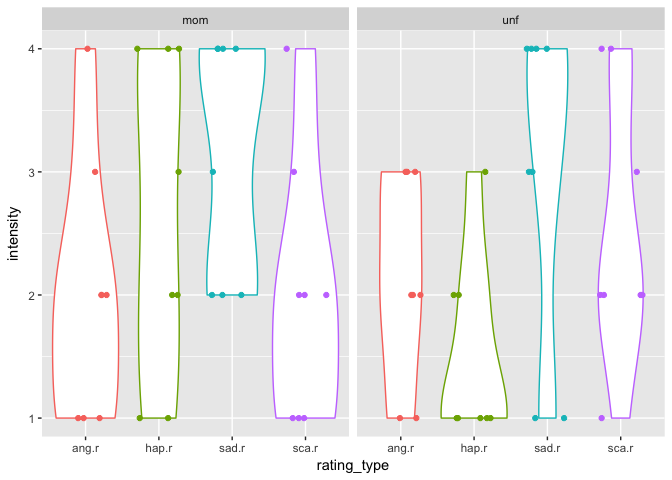 mom unf
intensity
4
3
2
1
ang.r hap.r sad.r sca.r ang.r hap.r sad.r sca.r
rating_type